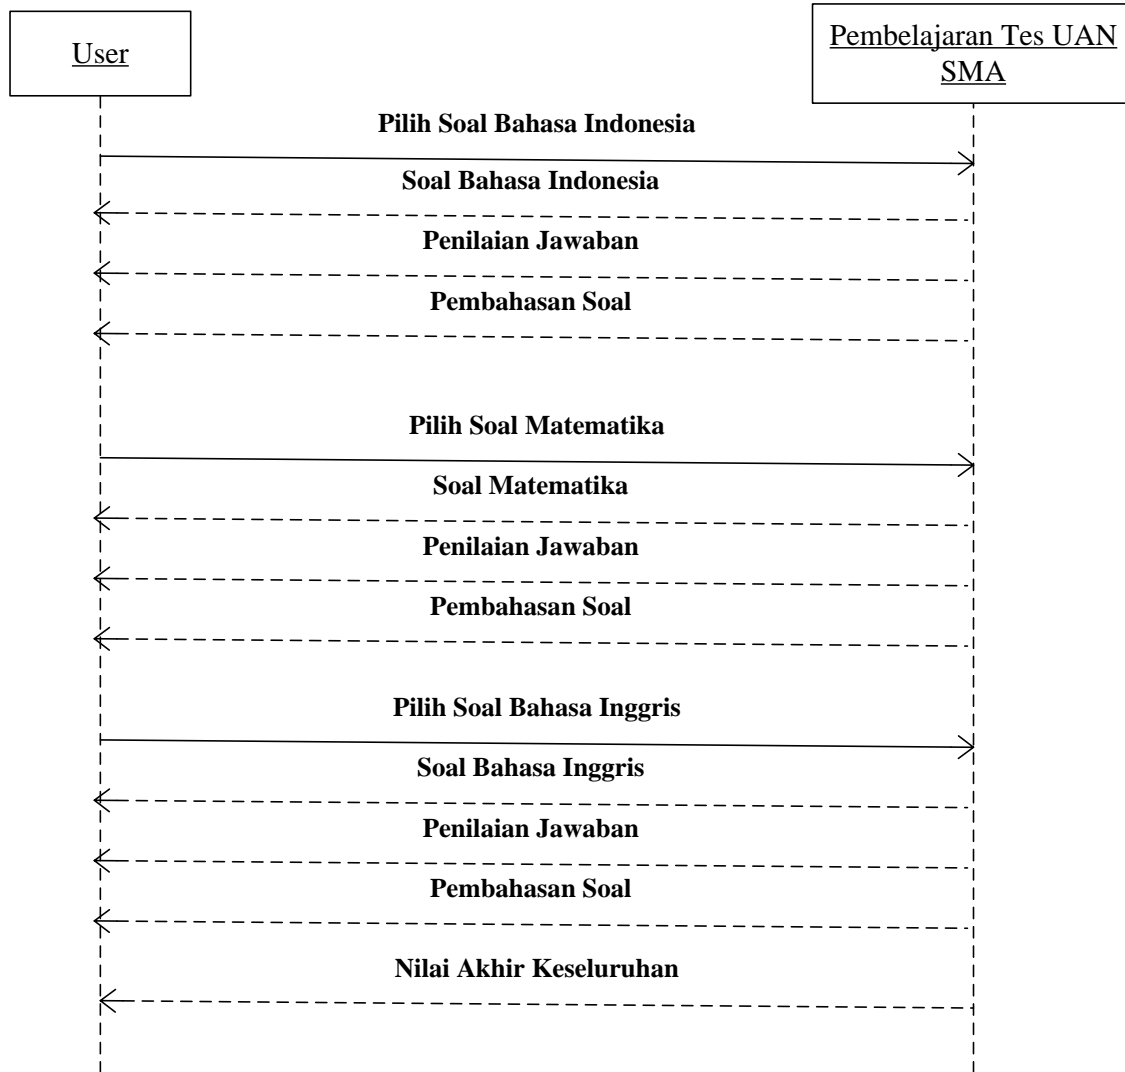 User
Pembelajaran Tes UAN
SMA
Pilih Soal Bahasa Indonesia
Soal Bahasa Indonesia
Penilaian Jawaban
Pembahasan Soal
Pilih Soal Matematika
Soal Matematika
Penilaian Jawaban
Pembahasan Soal
Pilih Soal Bahasa Inggris
Soal Bahasa Inggris
Penilaian Jawaban
Pembahasan Soal
Nilai Akhir Keseluruhan